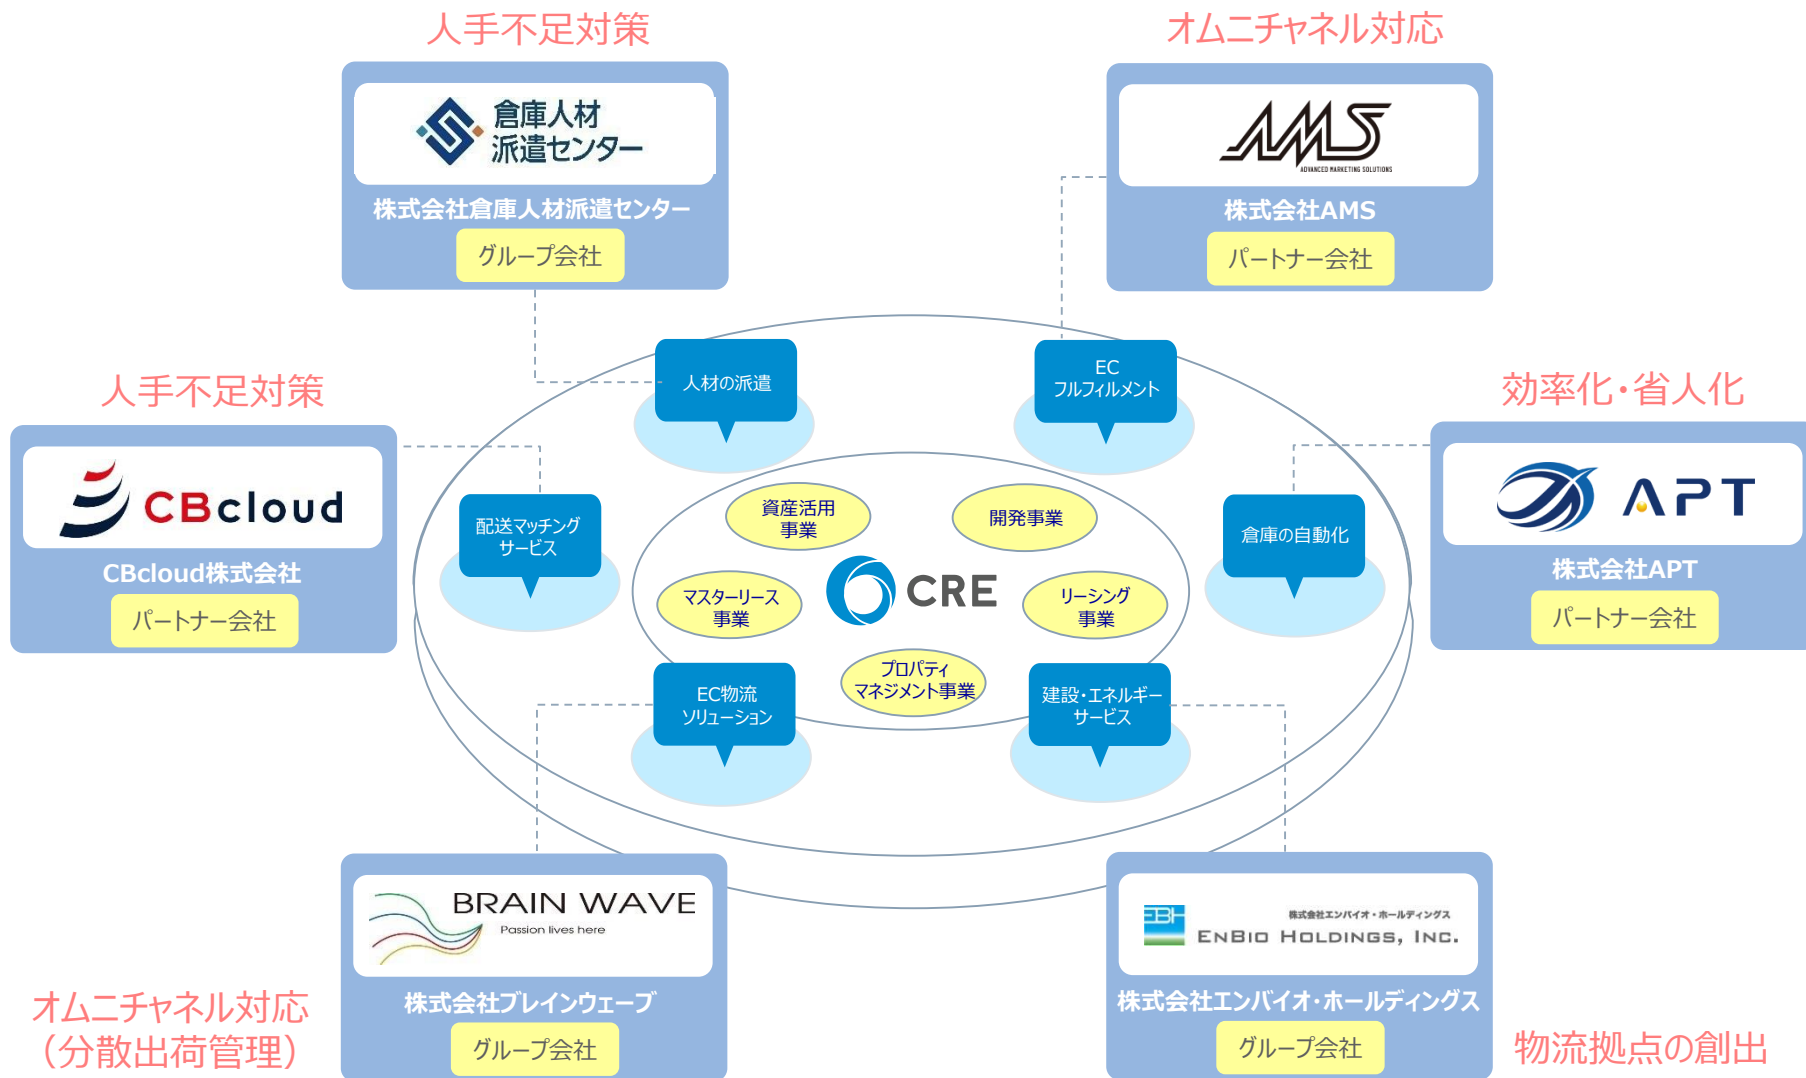 人手不足対策
倉庫人材
派遣センター
株式会社倉庫人材派遣センター
グループ会社
オムニチャネル対応
AMS
ADVANCED MARKETING SOLUTIONS
株式会社AMS
パートナー会社
人手不足対策
CBcloud
CBcloud株式会社
パートナー会社
効率化・省人化
APT
株式会社APT
パートナー会社
人材の派遣
EC
フルフィルメント
配送マッチング
サービス
倉庫の自動化
資産活用
事業
開発事業
CRE
マスターリース
事業
リーシング
事業
プロパティ
マネジメント事業
EC物流
ソリューション
建設・エネルギー
サービス
BRAIN WAVE
Passion lives here
株式会社ブレインウェーブ
グループ会社
オムニチャネル対応
（分散出荷管理）
EBH
株式会社エンバイオ・ホールディングス
ENBIO HOLDINGS, INC.
株式会社エンバイオ・ホールディングス
グループ会社
物流拠点の創出